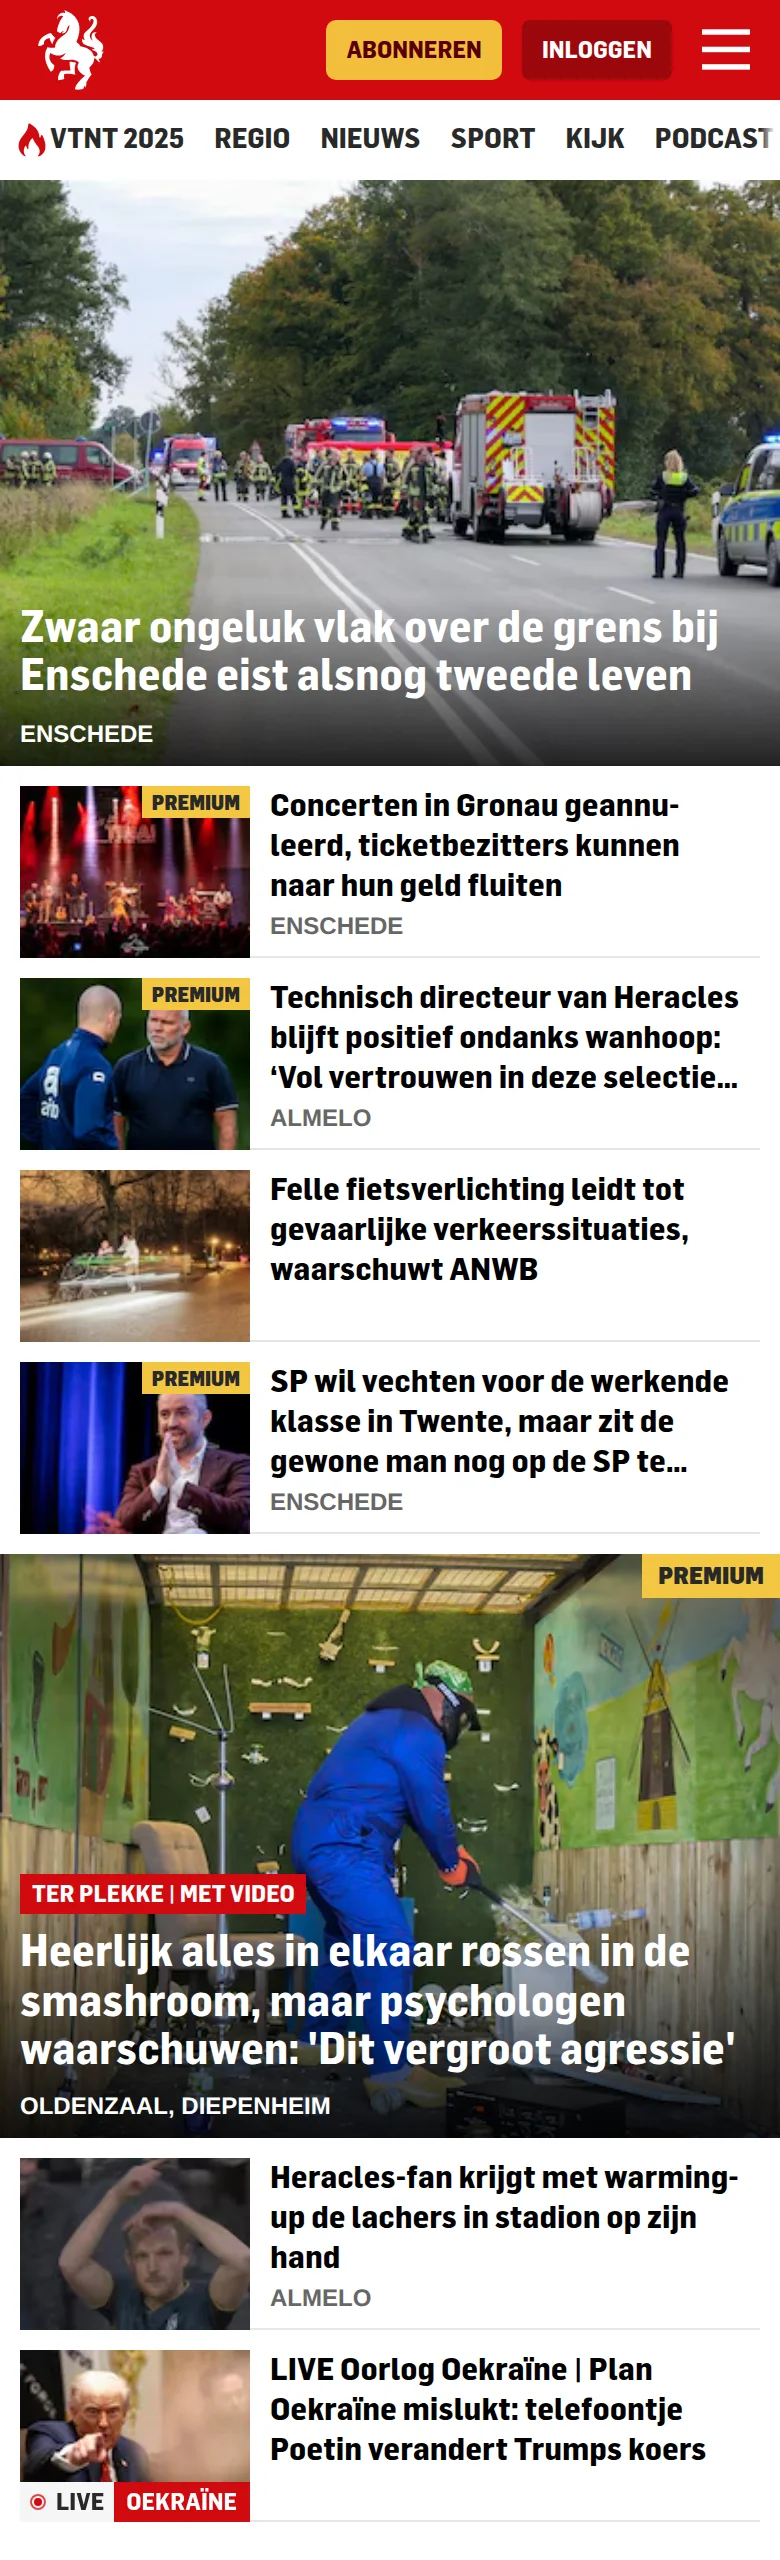 ABONNEREN
INLOGGEN
VTNT 2025 REGIO NIEUWS SPORT KIJK PODCAST
Zwaar ongeluk vlak over de grens bij
Enschede eist alsnog tweede leven
ENSCHEDE
PREMIUM
Concerten in Gronau geannu-
leerd, ticketbezitters kunnen
naar hun geld fluiten
ENSCHEDE
PREMIUM
Technisch directeur van Heracles
blijft positief ondanks wanhoop:
‘Vol vertrouwen in deze selectie...
ALMELO
Felle fietsverlichting leidt tot
gevaarlijke verkeerssituaties,
waarschuwt ANWB
PREMIUM
SP wil vechten voor de werkende
klasse in Twente, maar zit de
gewone man nog op de SP te...
ENSCHEDE
PREMIUM
TER PLEKKE | MET VIDEO
Heerlijk alles in elkaar rossen in de
smashroom, maar psychologen
waarschuwen: 'Dit vergroot agressie'
OLDENZAAL, DIEPENHEIM
Heracles-fan krijgt met warming-
up de lachers in stadion op zijn
hand
ALMELO
LIVE Oorlog Oekraïne | Plan
Oekraïne mislukt: telefoontje
Poetin verandert Trumps koers
LIVE OEKRAÏNE